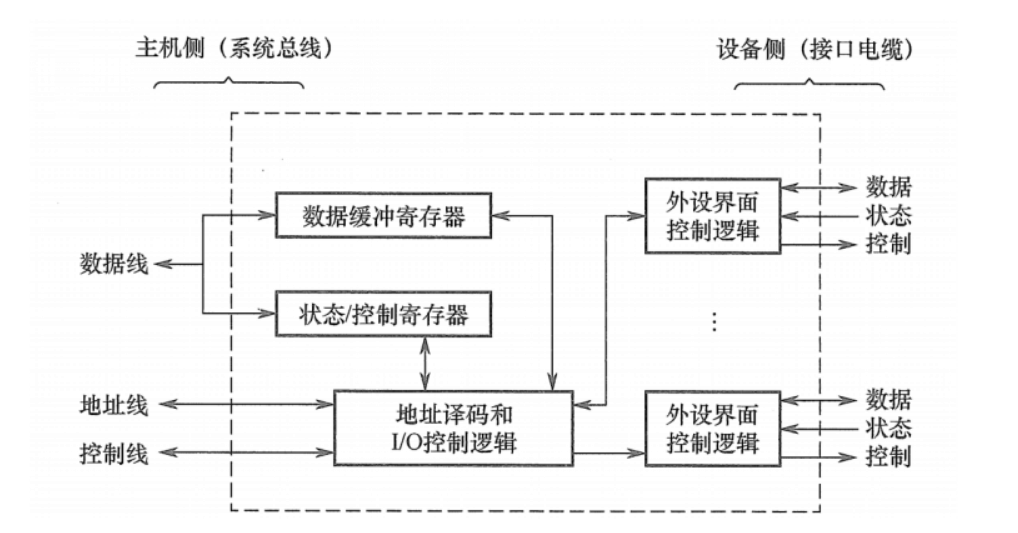 主机侧（系统总线）
设备侧（接口电缆）
数据缓冲寄存器
外设界面
控制逻辑
数据
状态
控制
数据线
状态/控制寄存器
⋮
地址线
控制线
地址译码和
I/O控制逻辑
外设界面
控制逻辑
数据
状态
控制